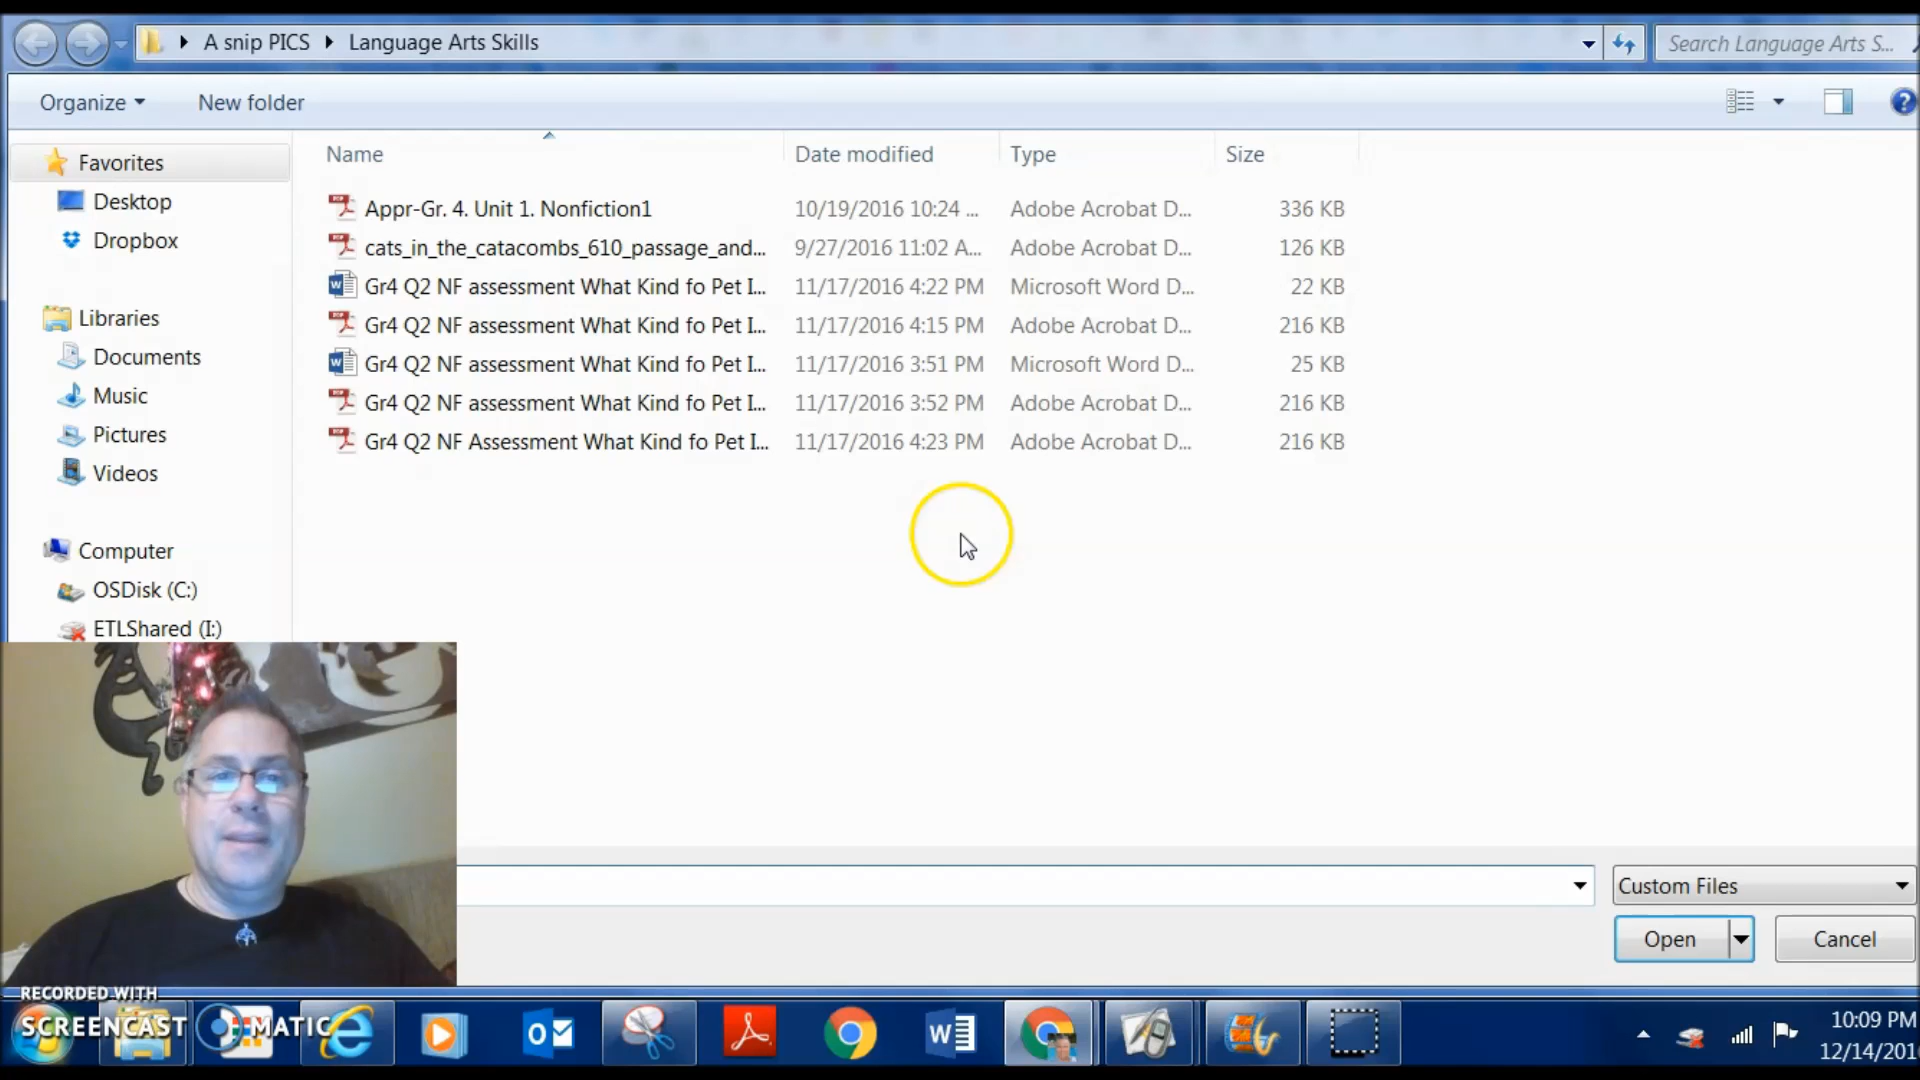 A snip PICS Language Arts Skills Search Language Arts S...
Organize New folder
Name Date modified Type Size
Favorites
Desktop
Dropbox
Libraries
Documents
Music
Pictures
Videos
Computer
OSDisk (C:)
ETLShared (I:)
Appr-Gr. 4. Unit 1. Nonfiction1 10/19/2016 10:24 ... Adobe Acrobat D... 336 KB
cats_in_the_catacombs_610_passage_and... 9/27/2016 11:02 A... Adobe Acrobat D... 126 KB
Gr4 Q2 NF assessment What Kind fo Pet I... 11/17/2016 4:22 PM Microsoft Word D... 22 KB
Gr4 Q2 NF assessment What Kind fo Pet I... 11/17/2016 4:15 PM Adobe Acrobat D... 216 KB
Gr4 Q2 NF assessment What Kind fo Pet I... 11/17/2016 3:51 PM Microsoft Word D... 25 KB
Gr4 Q2 NF assessment What Kind fo Pet I... 11/17/2016 3:52 PM Adobe Acrobat D... 216 KB
Gr4 Q2 NF Assessment What Kind fo Pet I... 11/17/2016 4:23 PM Adobe Acrobat D... 216 KB
Custom Files
Open Cancel
RECORDED WITH
SCREENCAST MATIC
10:09 PM
12/14/201